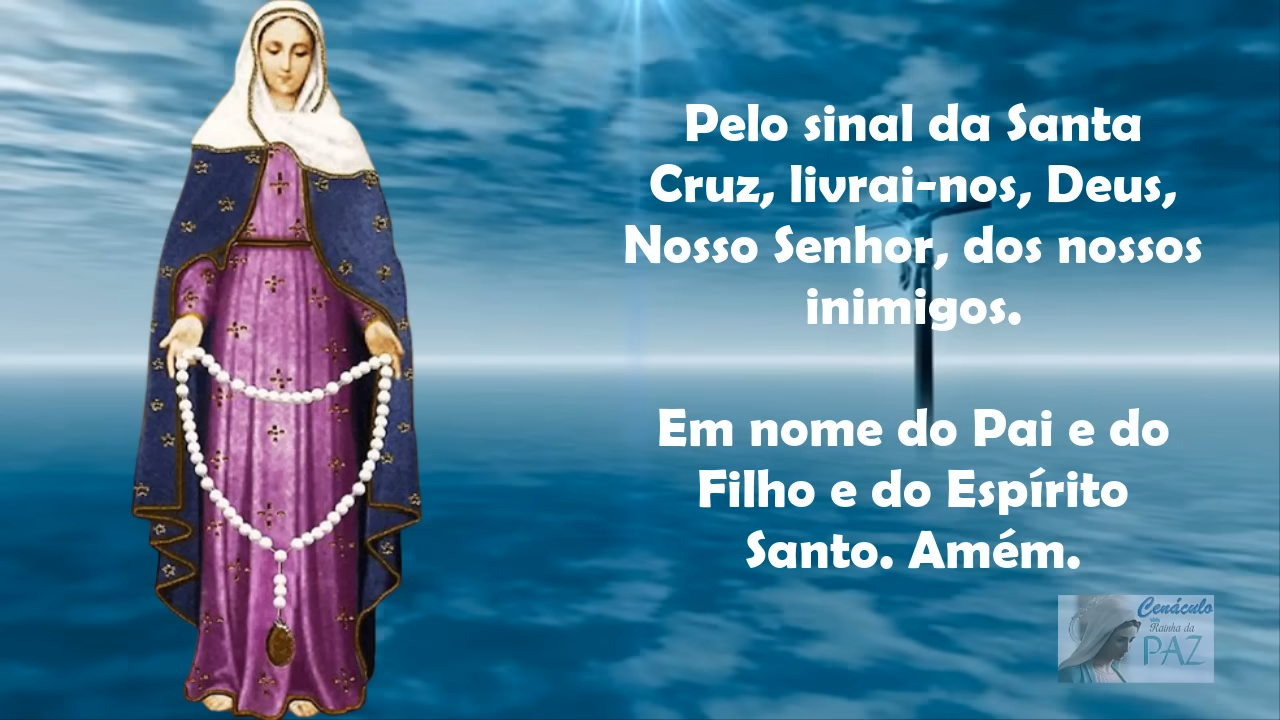 Pelo sinal da Santa
Cruz, livrai-nos, Deus,
Nosso Senhor, dos nossos
inimigos.
Em nome do Pai e do
Filho e do Espírito
Santo. Amém.
Cenáculo
Rainha da
PAZ